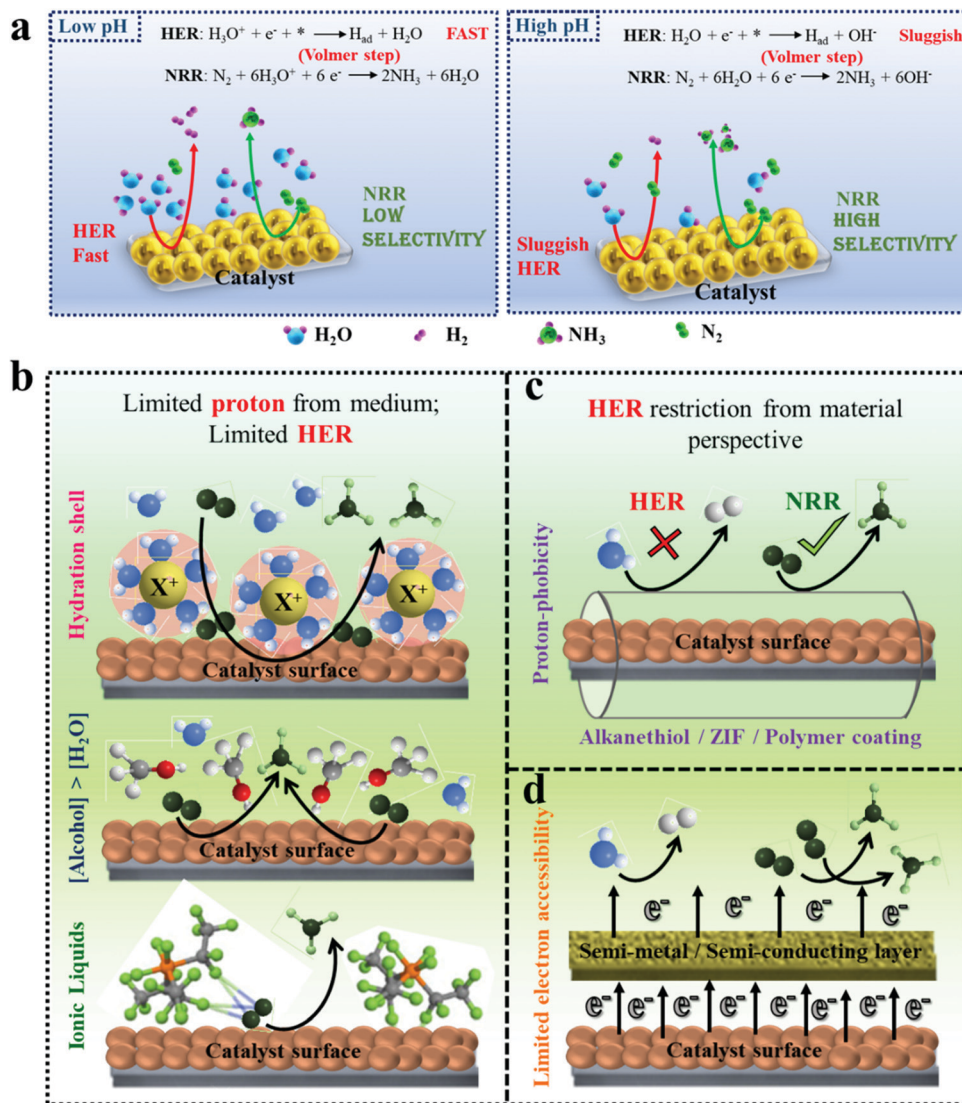 a
Low pH
HER: H₃O⁺ + e⁻ + * ⟶ H_ad + H₂O FAST
(Volmer step)
NRR: N₂ + 6H₃O⁺ + 6 e⁻ ⟶ 2NH₃ + 6H₂O
HER
Fast
NRR
LOW
SELECTIVITY
Catalyst
High pH
HER: H₂O + e⁻ + * ⟶ H_ad + OH⁻ Sluggish
(Volmer step)
NRR: N₂ + 6H₂O + 6 e⁻ ⟶ 2NH₃ + 6OH⁻
Sluggish
HER
NRR
HIGH
SELECTIVITY
Catalyst
H₂O H₂ NH₃ N₂
b
Limited proton from medium;
Limited HER
Hydration shell
X⁺ X⁺ X⁺
Catalyst surface
[Alcohol] > [H₂O]
Catalyst surface
Ionic Liquids
Catalyst surface
c
HER restriction from material
perspective
Proton-phobicity
HER NRR
Catalyst surface
Alkanethiol / ZIF / Polymer coating
d
Limited electron accessibility
e⁻ e⁻ e⁻ e⁻
Semi-metal / Semi-conducting layer
e⁻ e⁻ e⁻ e⁻ e⁻ e⁻ e⁻
Catalyst surface